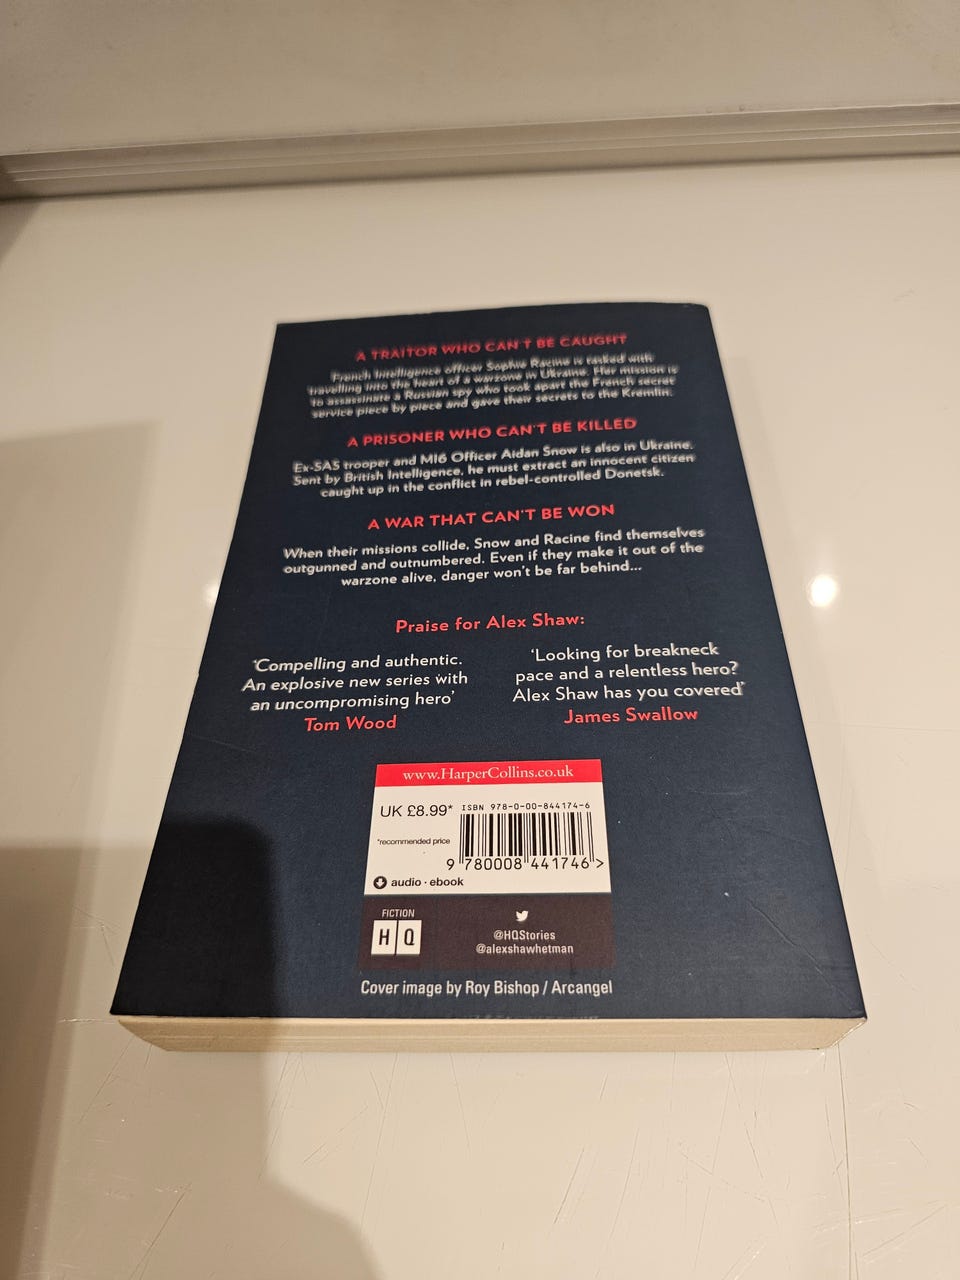 A TRAITOR WHO CAN'T BE CAUGHT
French Intelligence officer Sophie Racine is tasked with
travelling into the heart of a warzone in Ukraine. Her mission is
to assassinate a Russian spy who took apart the French secret
service piece by piece and gave their secrets to the Kremlin.
A PRISONER WHO CAN'T BE KILLED
Ex-SAS trooper and MI6 Officer Aidan Snow is also in Ukraine.
Sent by British Intelligence, he must extract an innocent citizen
caught up in the conflict in rebel-controlled Donetsk.
A WAR THAT CAN'T BE WON
When their missions collide, Snow and Racine find themselves
outgunned and outnumbered. Even if they make it out of the
warzone alive, danger won't be far behind...
Praise for Alex Shaw:
'Compelling and authentic.
An explosive new series with
an uncompromising hero'
Tom Wood
'Looking for breakneck
pace and a relentless hero?
Alex Shaw has you covered'
James Swallow
www.HarperCollins.co.uk
UK £8.99*
*recommended price
ISBN 978-0-00-844174-6
9 780008 441746 >
audio · ebook
FICTION
HQ
@HQStories
@alexshawhetman
Cover image by Roy Bishop / Arcangel